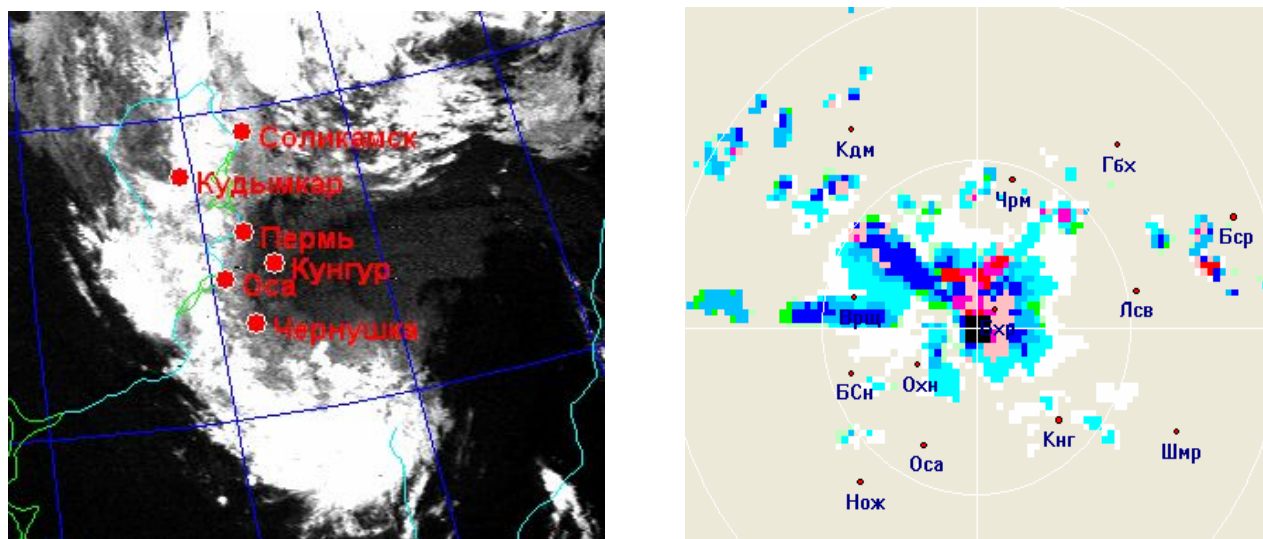 Соликамск
Кудымкар
Пермь
Кунгур
Оса
Чернушка
Кдм
Гбх
Чрм
Бср
Лсв
Врщ
Охн
БСн
Кнг
Шмр
Оса
Нож